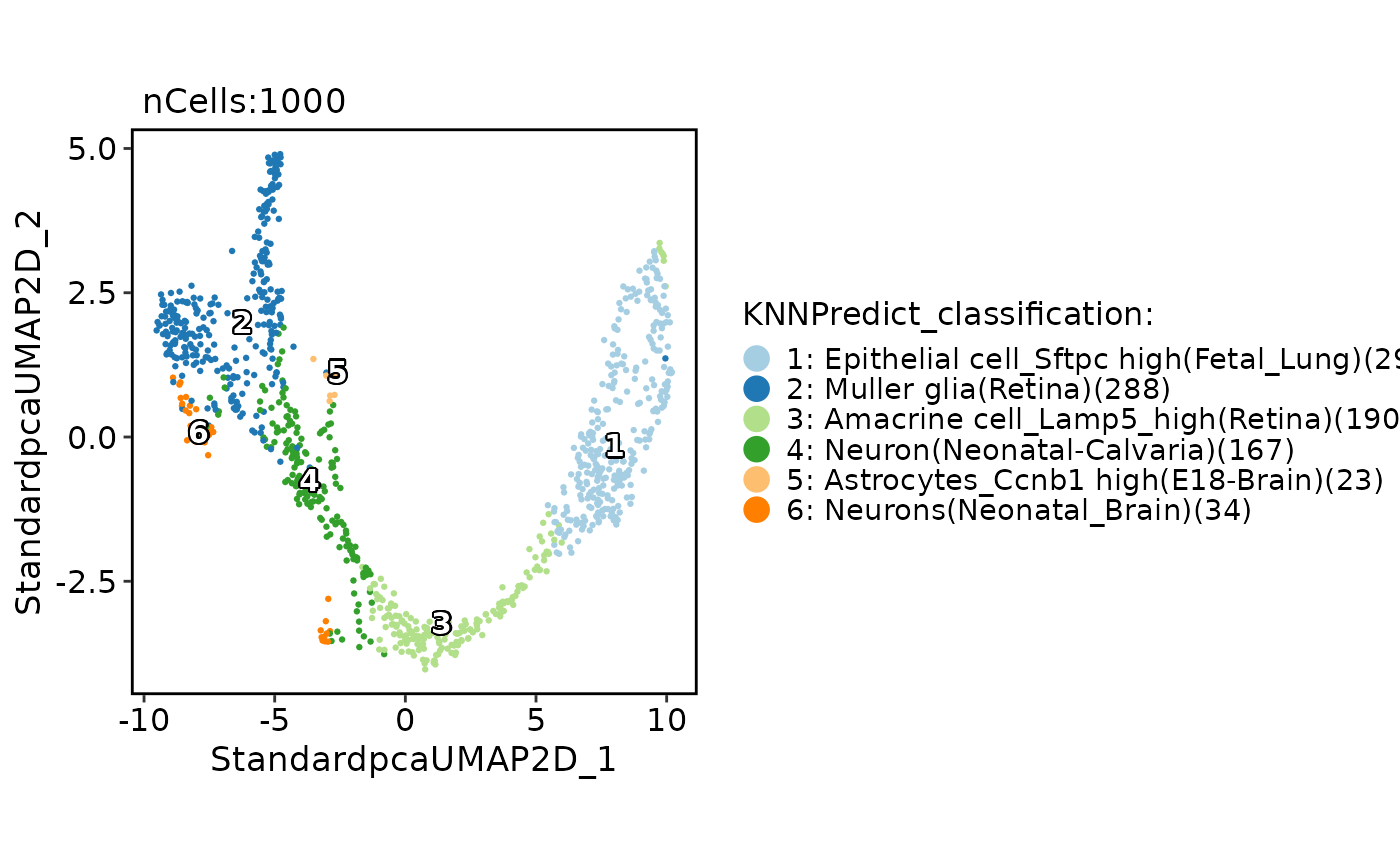 nCells:1000
StandardpcaUMAP2D_2
5.0
2.5
0.0
-2.5
-10
-5
0
5
10
StandardpcaUMAP2D_1
2
5
6
4
1
3
KNNPredict_classification:
1: Epithelial cell_Sftpc high(Fetal_Lung)(29
2: Muller glia(Retina)(288)
3: Amacrine cell_Lamp5_high(Retina)(190
4: Neuron(Neonatal-Calvaria)(167)
5: Astrocytes_Ccnb1 high(E18-Brain)(23)
6: Neurons(Neonatal_Brain)(34)